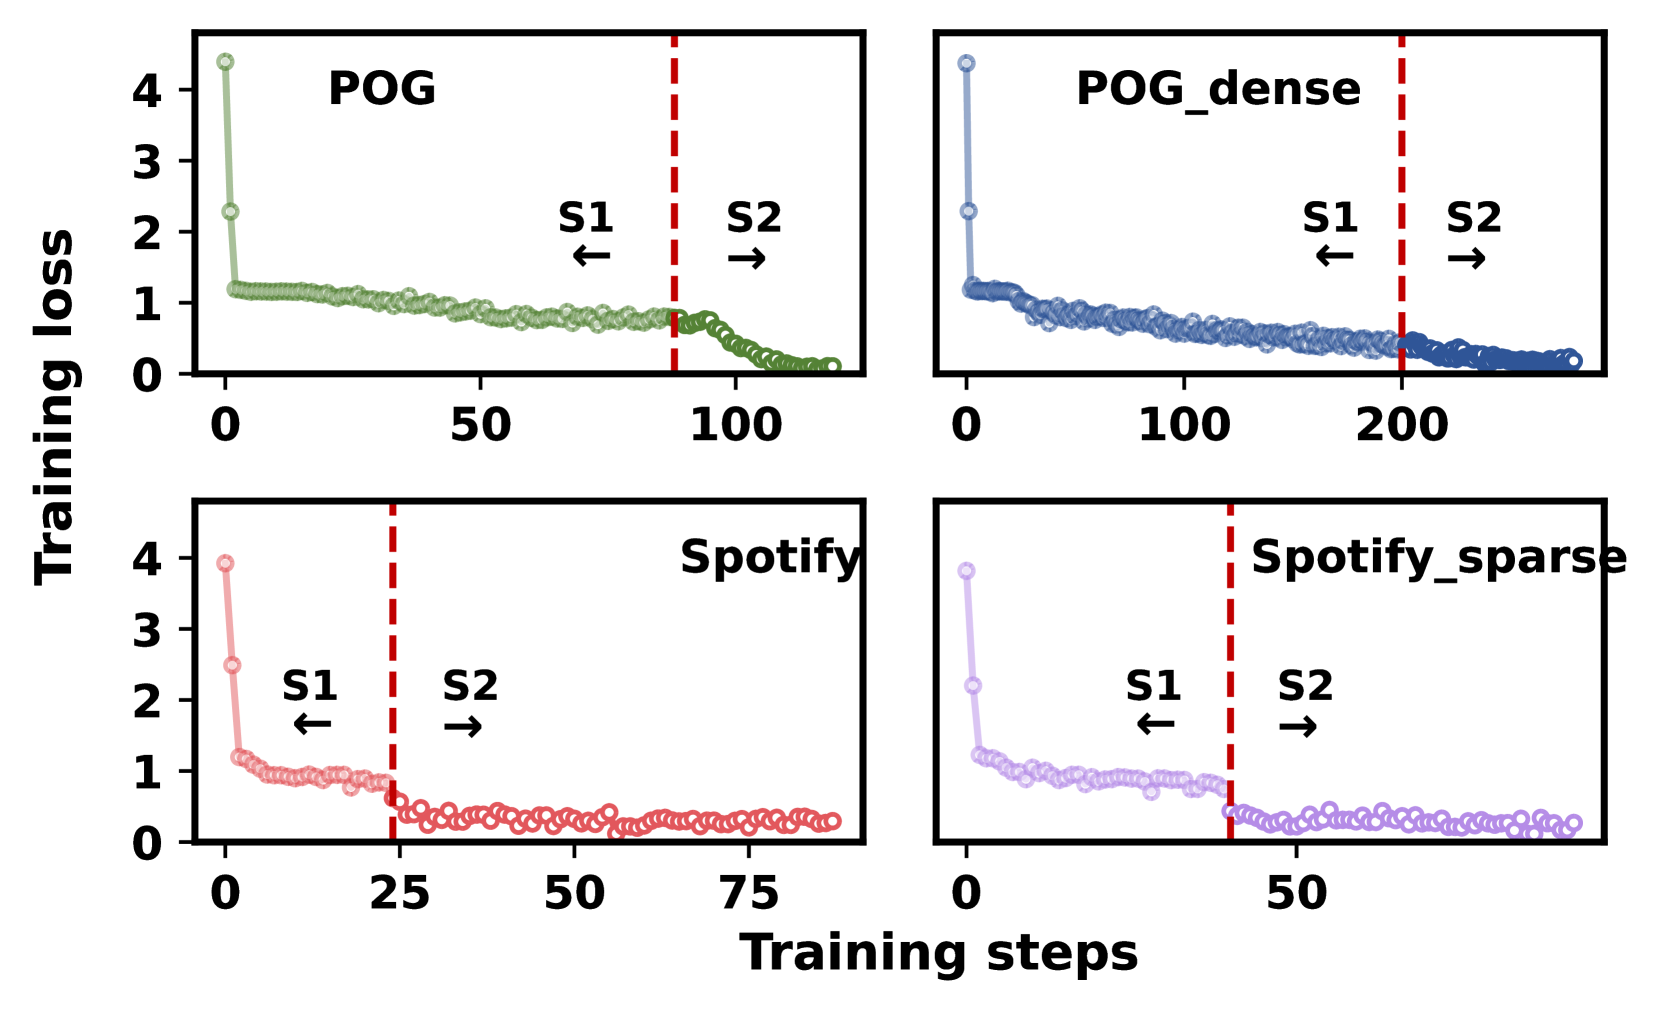 Training loss
POG
4
3
2
1
0
S1
←
S2
→
0
50
100
POG_dense
S1
←
S2
→
0
100
200
Spotify
4
3
2
1
0
S1
←
S2
→
0
25
50
75
Spotify_sparse
S1
←
S2
→
0
50
Training steps